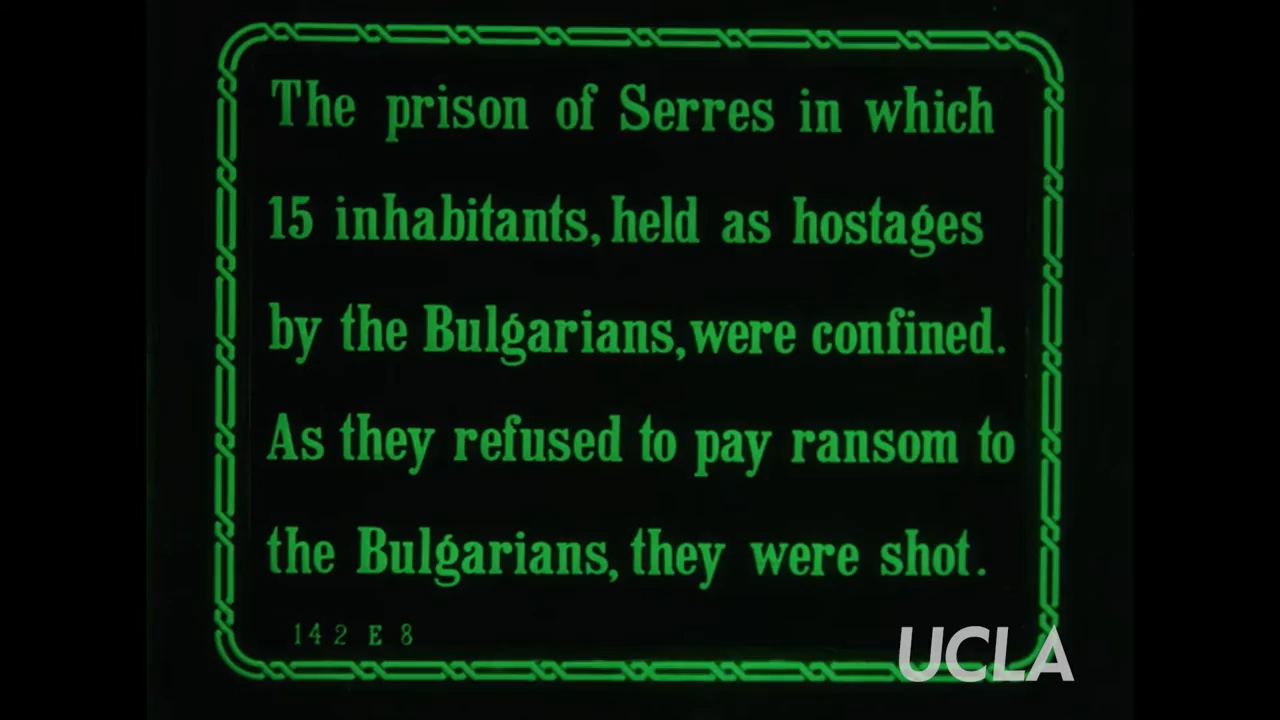 The prison of Serres in which
15 inhabitants, held as hostages
by the Bulgarians, were confined.
As they refused to pay ransom to
the Bulgarians, they were shot.
142 E 8
UCLA